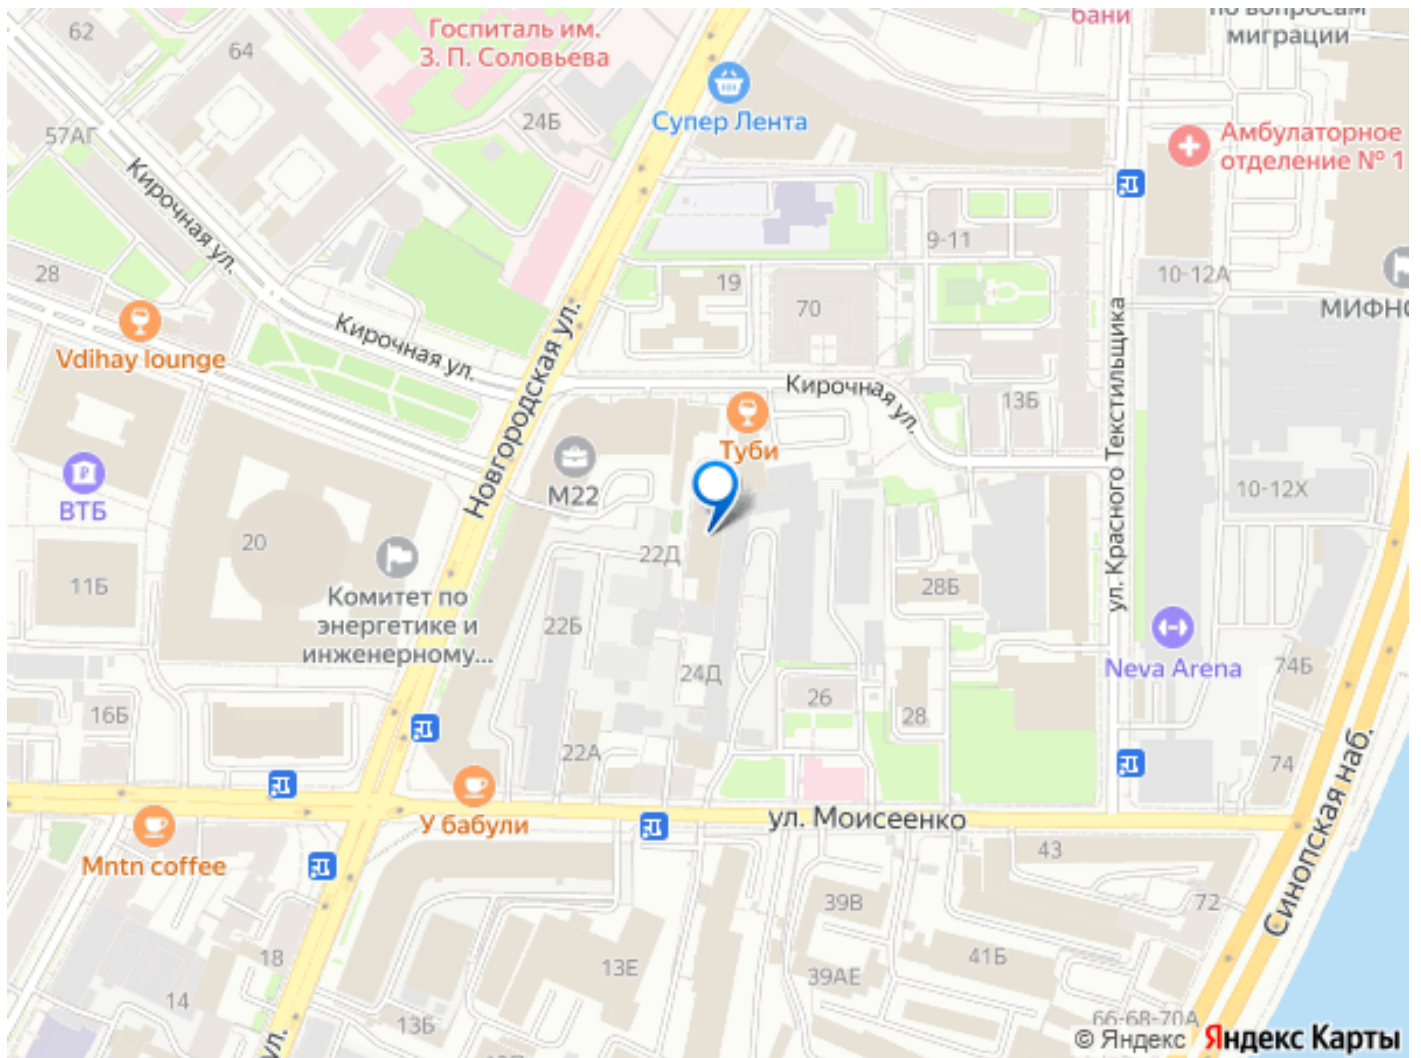 бани
по вопросам
миграции
62
Госпиталь им.
З. П. Соловьева
64
Супер Лента
24Б
57АГ
Амбулаторное
отделение № 1
Кирочная ул.
9-11
10-12А
28
19
70
МИФНС
Кирочная ул.
Vdihay lounge
Новгородская ул.
Кирочная ул.
13Б
ул. Красного Текстильщика
Туби
М22
10-12Х
ВТБ
20
22Д
11Б
28Б
Комитет по
энергетике и
инженерному...
22Б
Neva Arena
74Б
24Д
26
28
16Б
22А
74
Синопская наб.
ул. Моисеенко
У бабули
Mntn coffee
43
39В
72
18
13Е
39АЕ
41Б
14
13Б
66-68-70А
ул.
© Яндекс Яндекс Карты